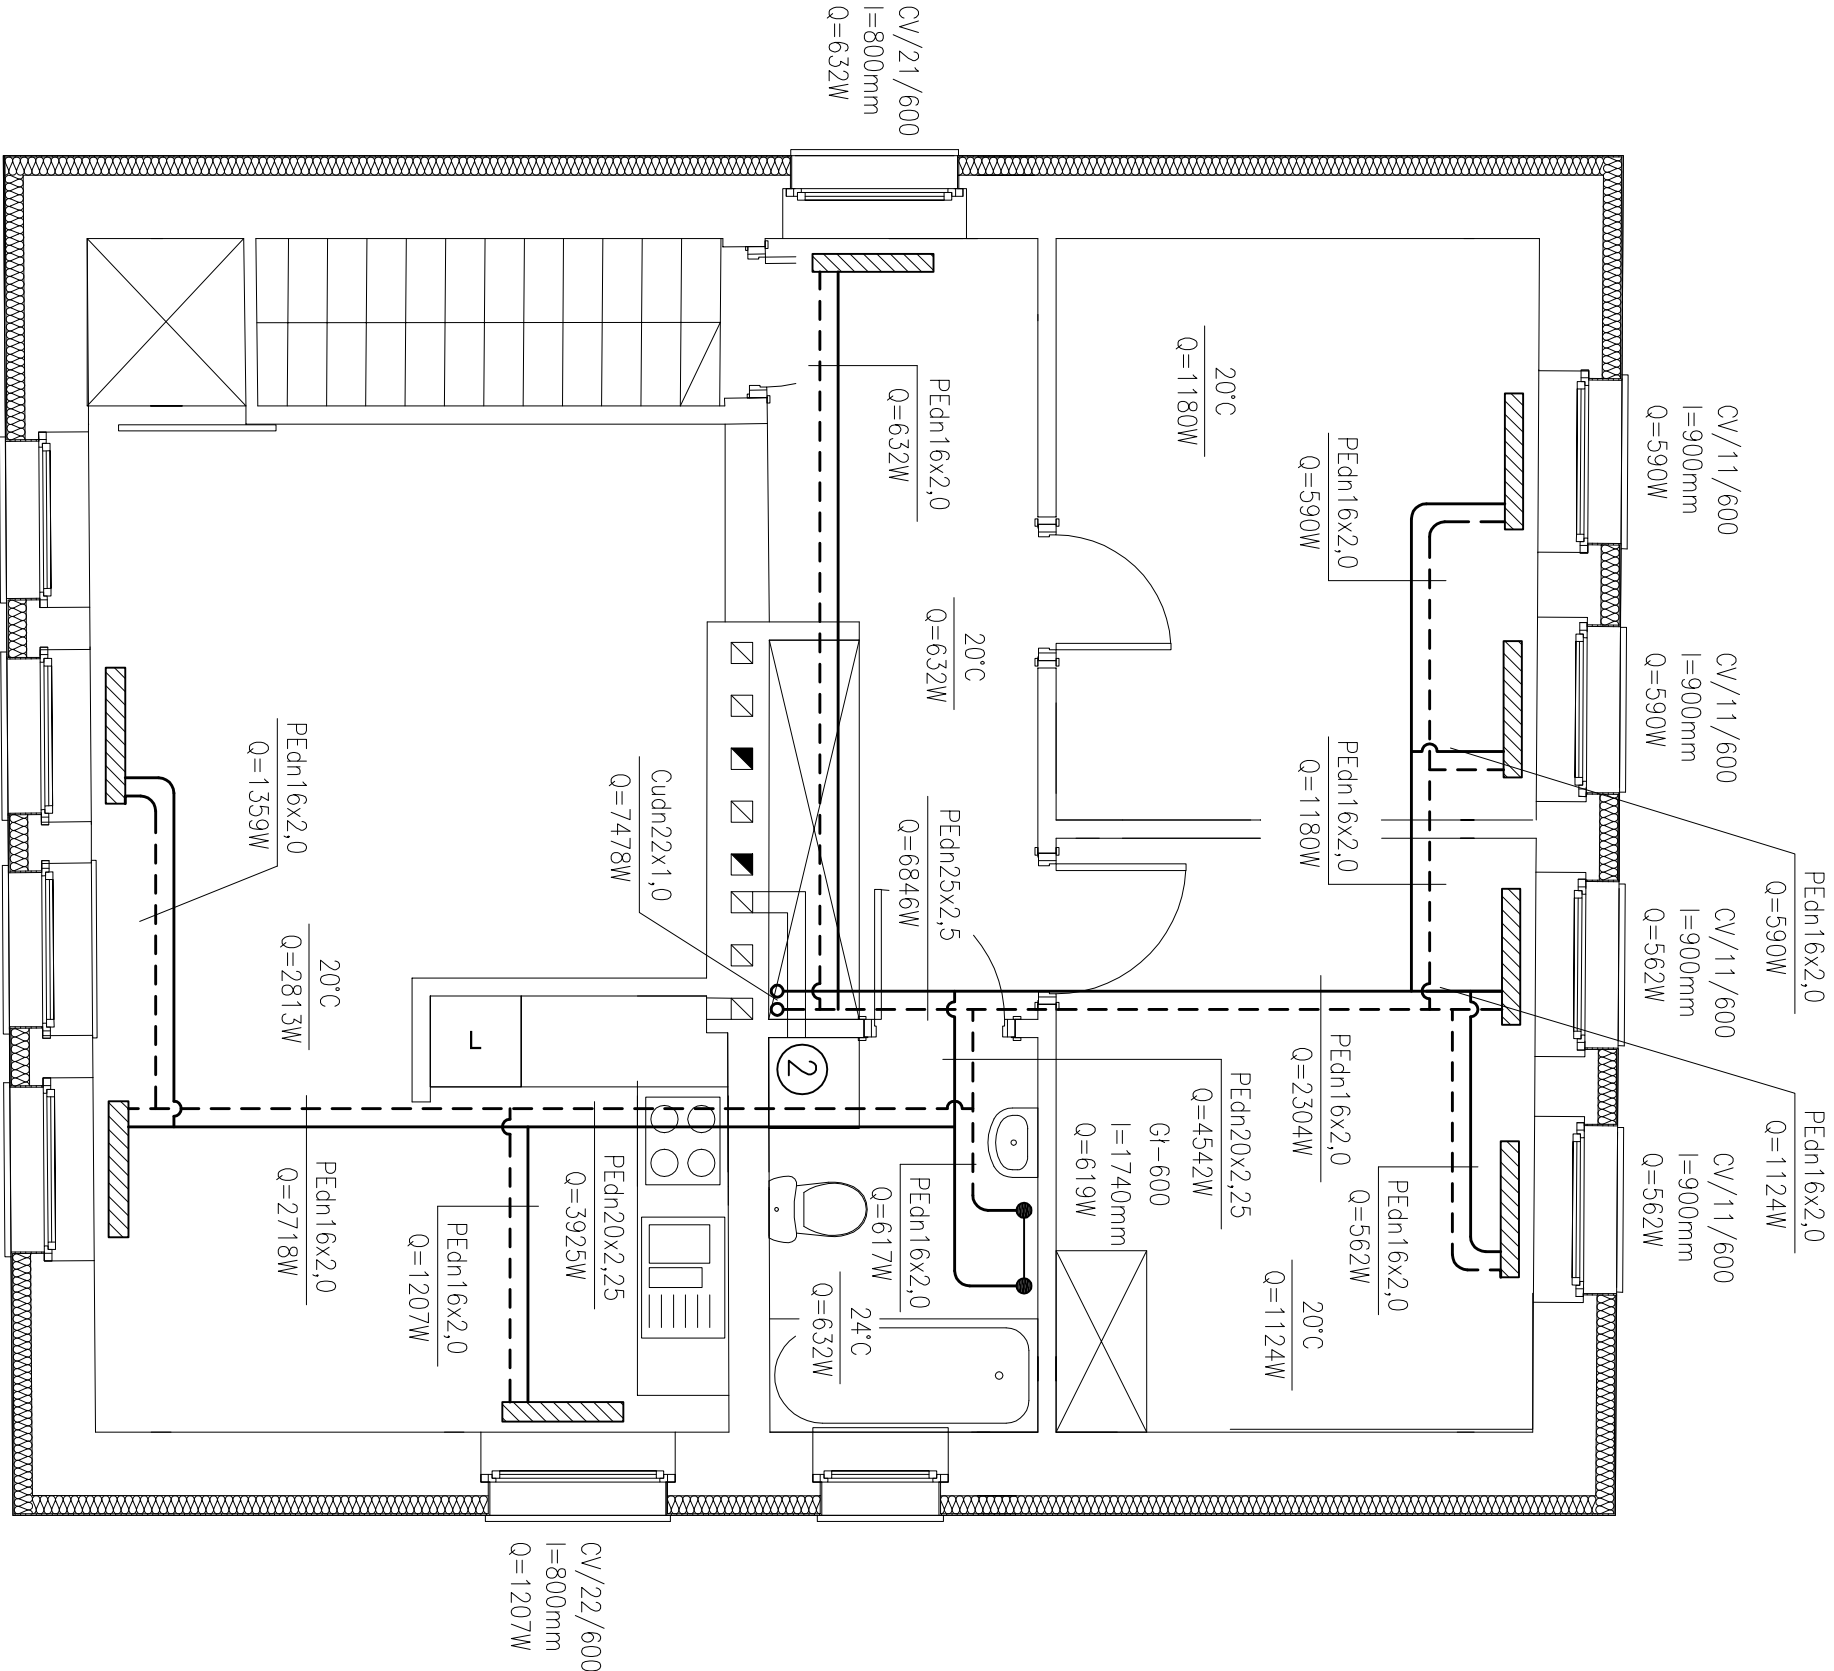 CV/21/600
l=800mm
Q=632W
CV/11/600
l=900mm
Q=590W
CV/11/600
l=900mm
Q=590W
CV/11/600
l=900mm
Q=562W
CV/11/600
l=900mm
Q=562W
PEdn16x2,0
Q=590W
PEdn16x2,0
Q=1124W
20°C
Q=1180W
PEdn16x2,0
Q=590W
PEdn16x2,0
Q=1180W
PEdn16x2,0
Q=632W
20°C
Q=632W
PEdn25x2,5
Q=6846W
Cudn22x1,0
Q=7478W
PEdn16x2,0
Q=2304W
PEdn16x2,0
Q=562W
20°C
Q=1124W
PEdn20x2,25
Q=4542W
Gł-600
l=1740mm
Q=619W
PEdn16x2,0
Q=617W
24°C
Q=632W
2
L
PEdn16x2,0
Q=1359W
20°C
Q=2813W
PEdn16x2,0
Q=2718W
PEdn20x2,25
Q=3925W
PEdn16x2,0
Q=1207W
CV/22/600
l=800mm
Q=1207W